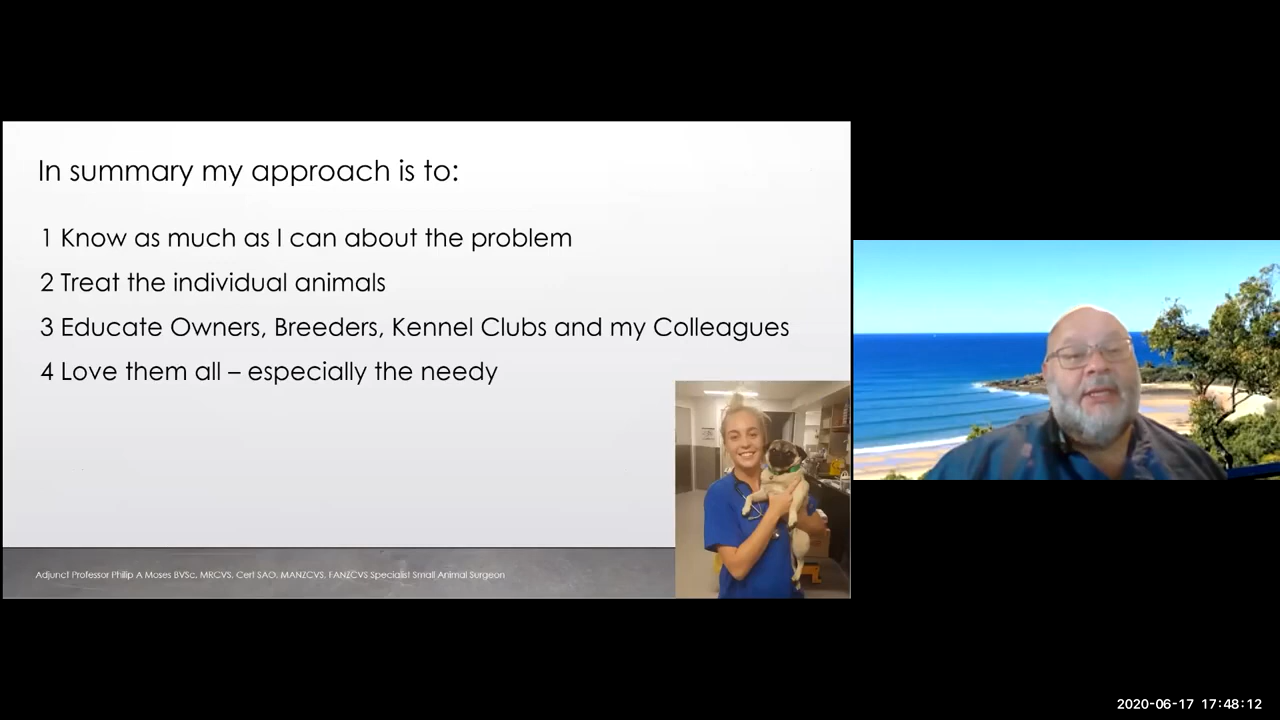 In summary my approach is to:
1 Know as much as I can about the problem
2 Treat the individual animals
3 Educate Owners, Breeders, Kennel Clubs and my Colleagues
4 Love them all – especially the needy
Adjunct Professor Philip A Moses BVSc, MRCVS, Cert SAO, MANZCVS, FANZCVS Specialist Small Animal Surgeon
2020-06-17 17:48:12